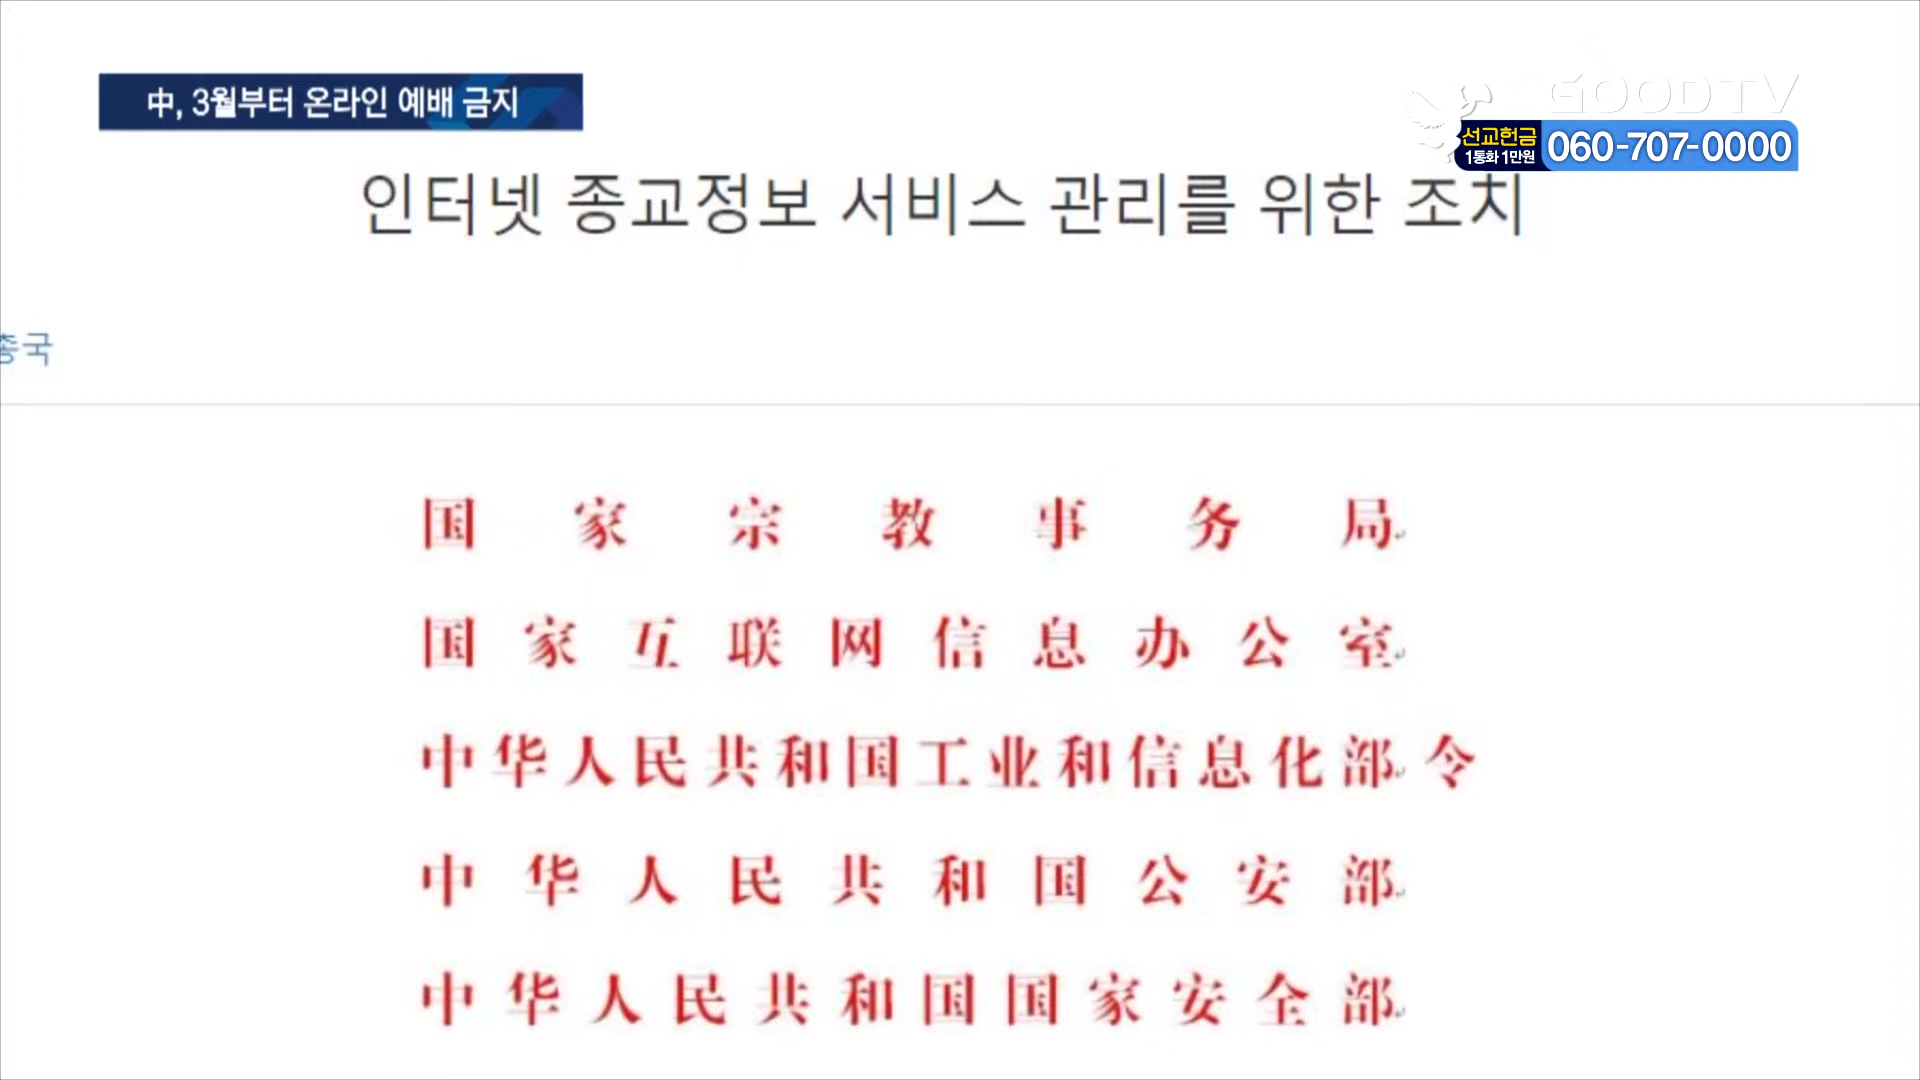 中, 3월부터 온라인 예배 금지
GOODTV
선교헌금
1통화 1만원
060-707-0000
인터넷 종교정보 서비스 관리를 위한 조치
총국
国家宗教事务局
国家互联网信息办公室
中华人民共和国工业和信息化部 令
中华人民共和国公安部
中华人民共和国国家安全部